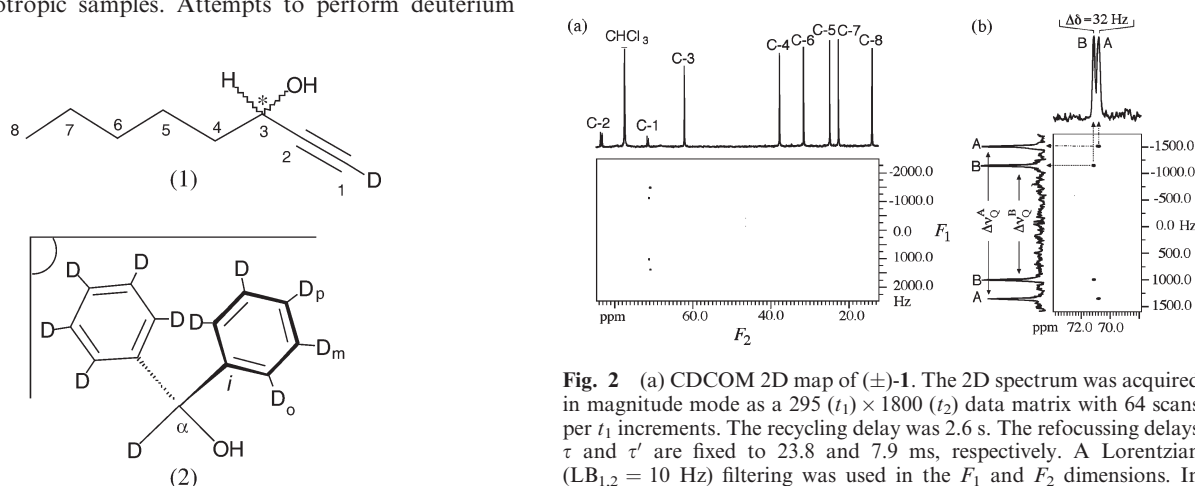 otropic samples. Attempts to perform deuterium
H
OH
*
8
7
6
5
4
3
2
1
D
(1)
D
D
D
D
D
D
D
Dp
Dm
Do
i
α
D
OH
(2)
(a)
C-2
CHCl3
C-1
C-3
C-4
C-6
C-5
C-7
C-8
-2000.0
-1000.0
0.0
1000.0
2000.0
Hz
F1
ppm
60.0
40.0
20.0
F2
(b)
Δδ = 32 Hz
B
A
A
B
ΔνQA
ΔνQB
B
A
-1500.0
-1000.0
-500.0
0.0 Hz
500.0
1000.0
1500.0
ppm
72.0
70.0
Fig. 2 (a) CDCOM 2D map of (±)-1. The 2D spectrum was acquired
in magnitude mode as a 295 (t1) × 1800 (t2) data matrix with 64 scans
per t1 increments. The recycling delay was 2.6 s. The refocussing delays
τ and τ′ are fixed to 23.8 and 7.9 ms, respectively. A Lorentzian
(LB1,2 = 10 Hz) filtering was used in the F1 and F2 dimensions. In